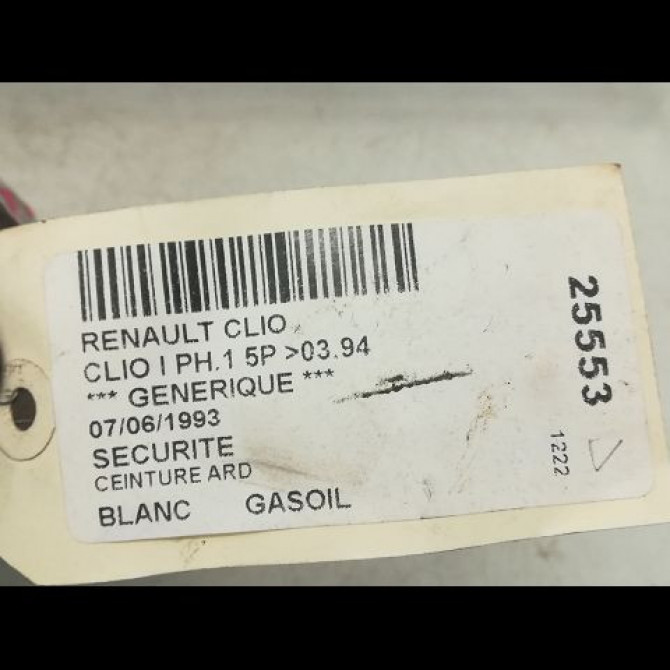 RENAULT CLIO
CLIO I PH.1 5P >03.94
*** GENERIQUE ***
07/06/1993
SECURITE
CEINTURE ARD
BLANC GASOIL
25553
1222